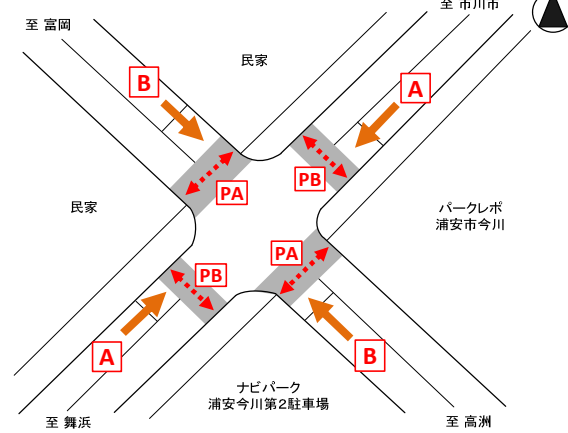 至 市川市
至 富岡
民家
B
A
PA
PB
民家
パークレポ
浦安市今川
PA
PB
A
B
ナビパーク
浦安今川第2駐車場
至 舞浜
至 高洲